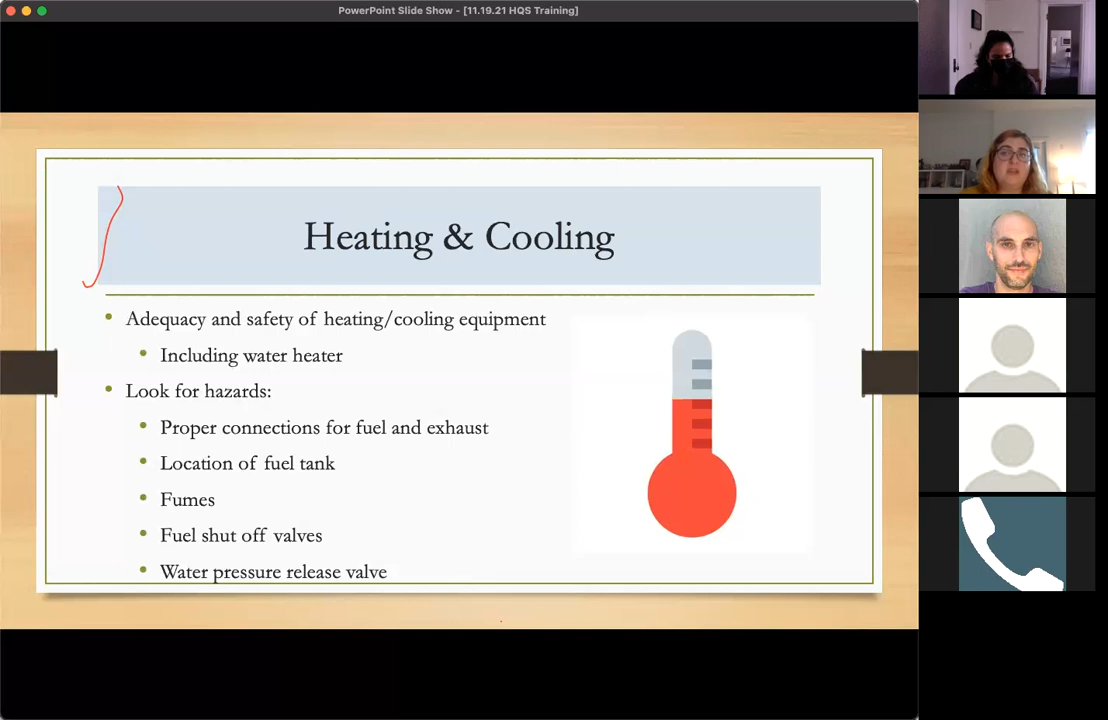 PowerPoint Slide Show - [11.19.21 HQS Training]
Heating & Cooling
Adequacy and safety of heating/cooling equipment
Including water heater
Look for hazards:
Proper connections for fuel and exhaust
Location of fuel tank
Fumes
Fuel shut off valves
Water pressure release valve